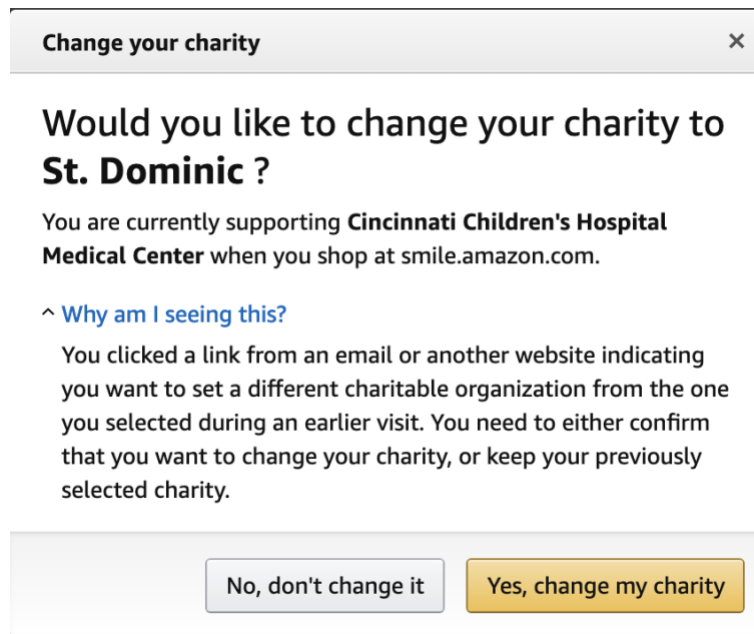 Change your charity ×
Would you like to change your charity to
St. Dominic ?
You are currently supporting Cincinnati Children's Hospital
Medical Center when you shop at smile.amazon.com.
^ Why am I seeing this?
You clicked a link from an email or another website indicating
you want to set a different charitable organization from the one
you selected during an earlier visit. You need to either confirm
that you want to change your charity, or keep your previously
selected charity.
No, don't change it Yes, change my charity